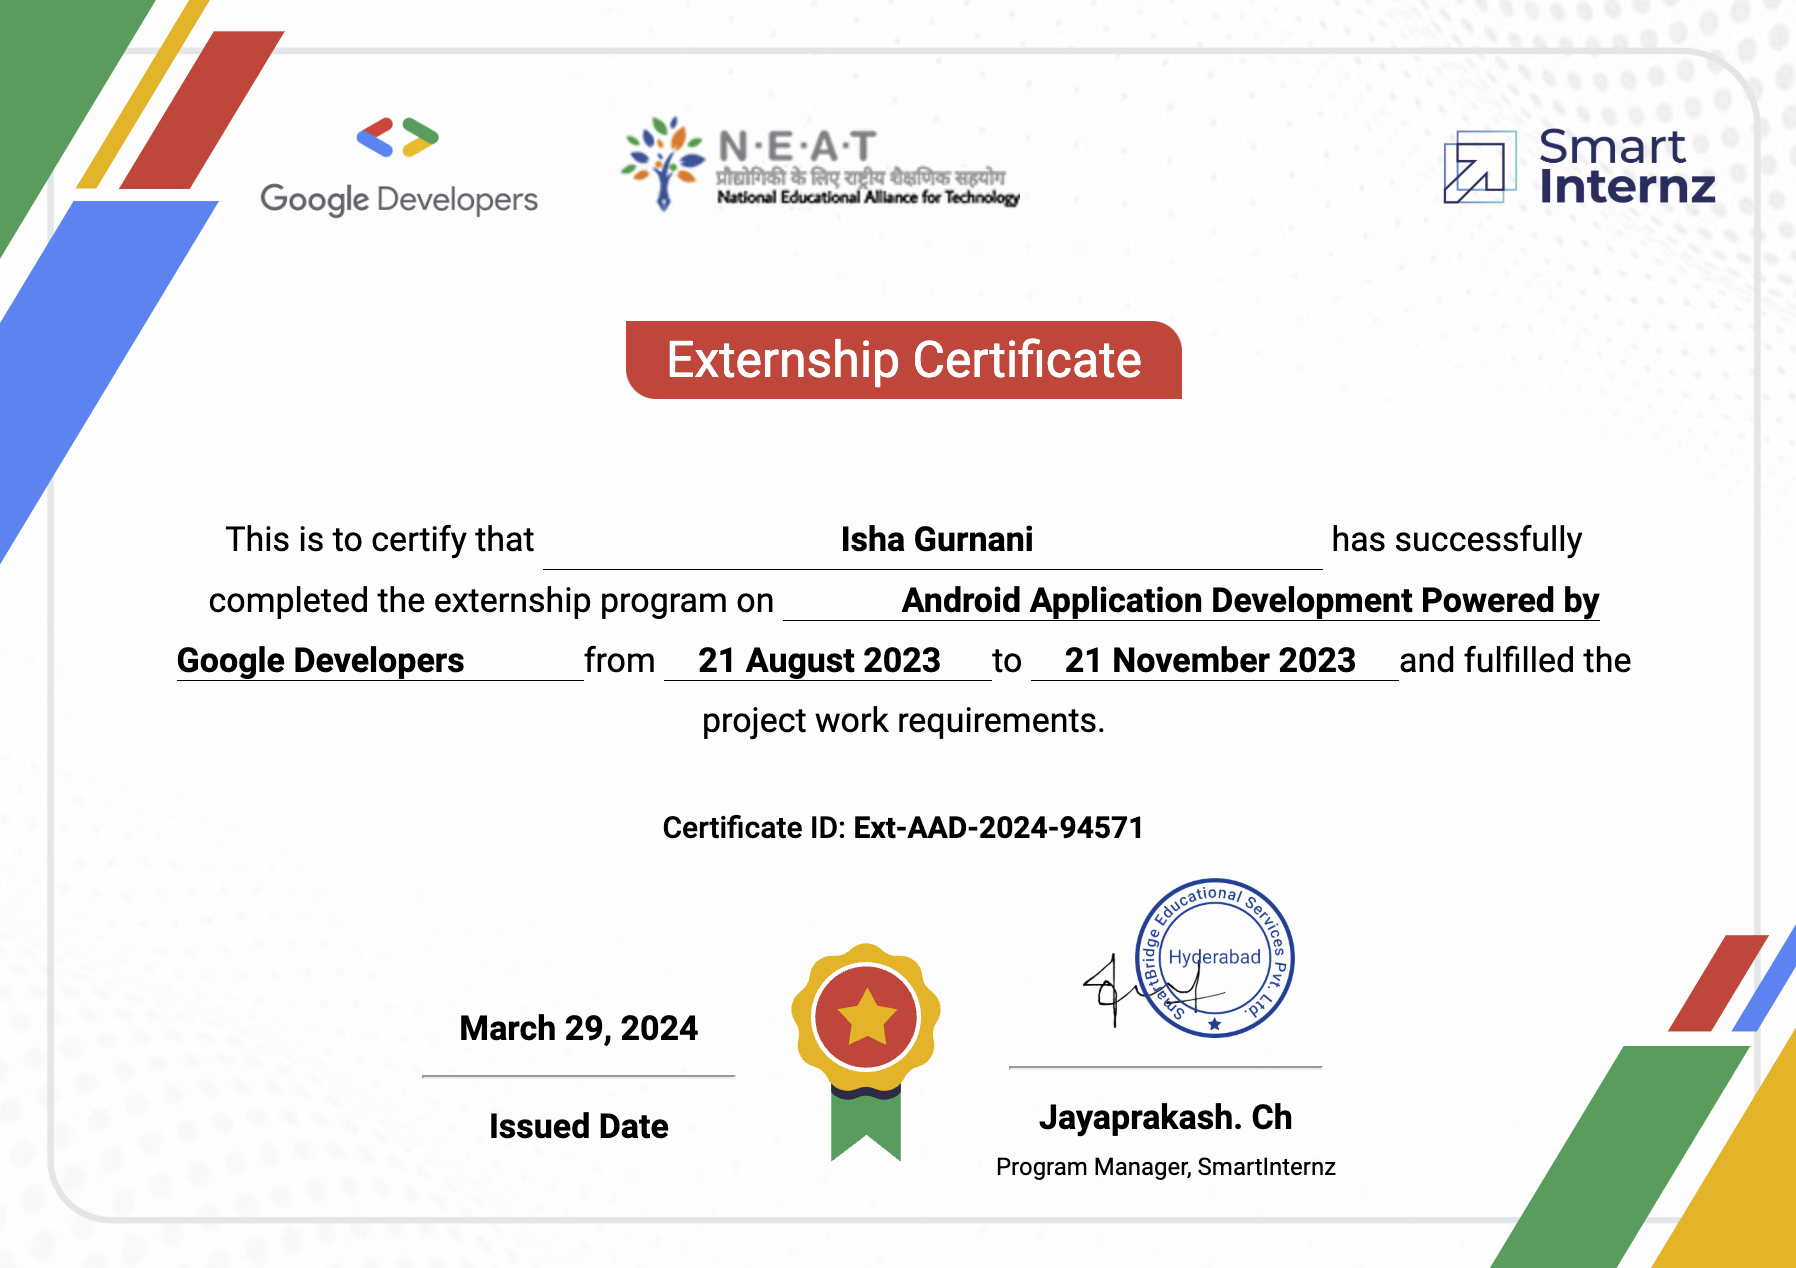 Google Developers
N·E·A·T
प्रौद्योगिकी के लिए राष्ट्रीय शैक्षणिक सहयोग
National Educational Alliance for Technology
Smart
Internz
Externship Certificate
This is to certify that Isha Gurnani has successfully
completed the externship program on Android Application Development Powered by
Google Developers from 21 August 2023 to 21 November 2023 and fulfilled the
project work requirements.
Certificate ID: Ext-AAD-2024-94571
SmartBridge Educational Services Pvt. Ltd.
Hyderabad
March 29, 2024
Issued Date
Jayaprakash. Ch
Program Manager, SmartInternz